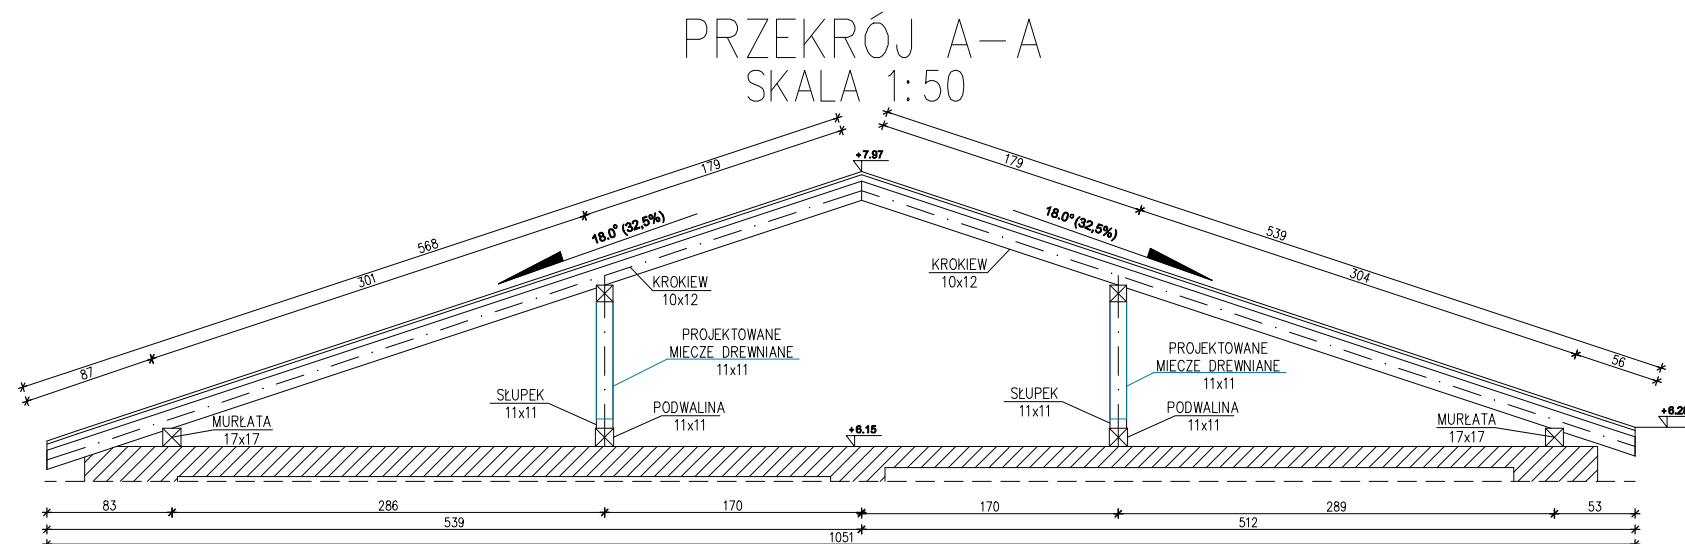 PRZEKRÓJ A-A
SKALA 1:50
179
568
301
87
+7.97
179
539
304
56
18.0° (32,5%)
18.0° (32,5%)
KROKIEW
10x12
KROKIEW
10x12
PROJEKTOWANE
MIECZE DREWNIANE
11x11
PROJEKTOWANE
MIECZE DREWNIANE
11x11
SŁUPEK
11x11
PODWALINA
11x11
SŁUPEK
11x11
PODWALINA
11x11
MURŁATA
17x17
MURŁATA
17x17
+6.15
83
286
170
170
289
53
539
512
1051